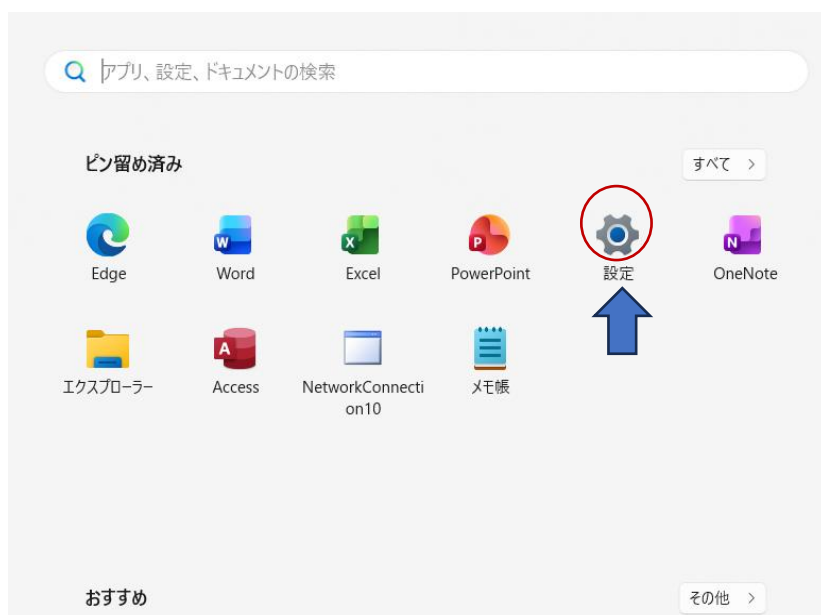 アプリ、設定、ドキュメントの検索
ピン留め済み
すべて >
Edge
Word
Excel
PowerPoint
設定
OneNote
エクスプローラー
Access
NetworkConnecti
on10
メモ帳
おすすめ
その他 >